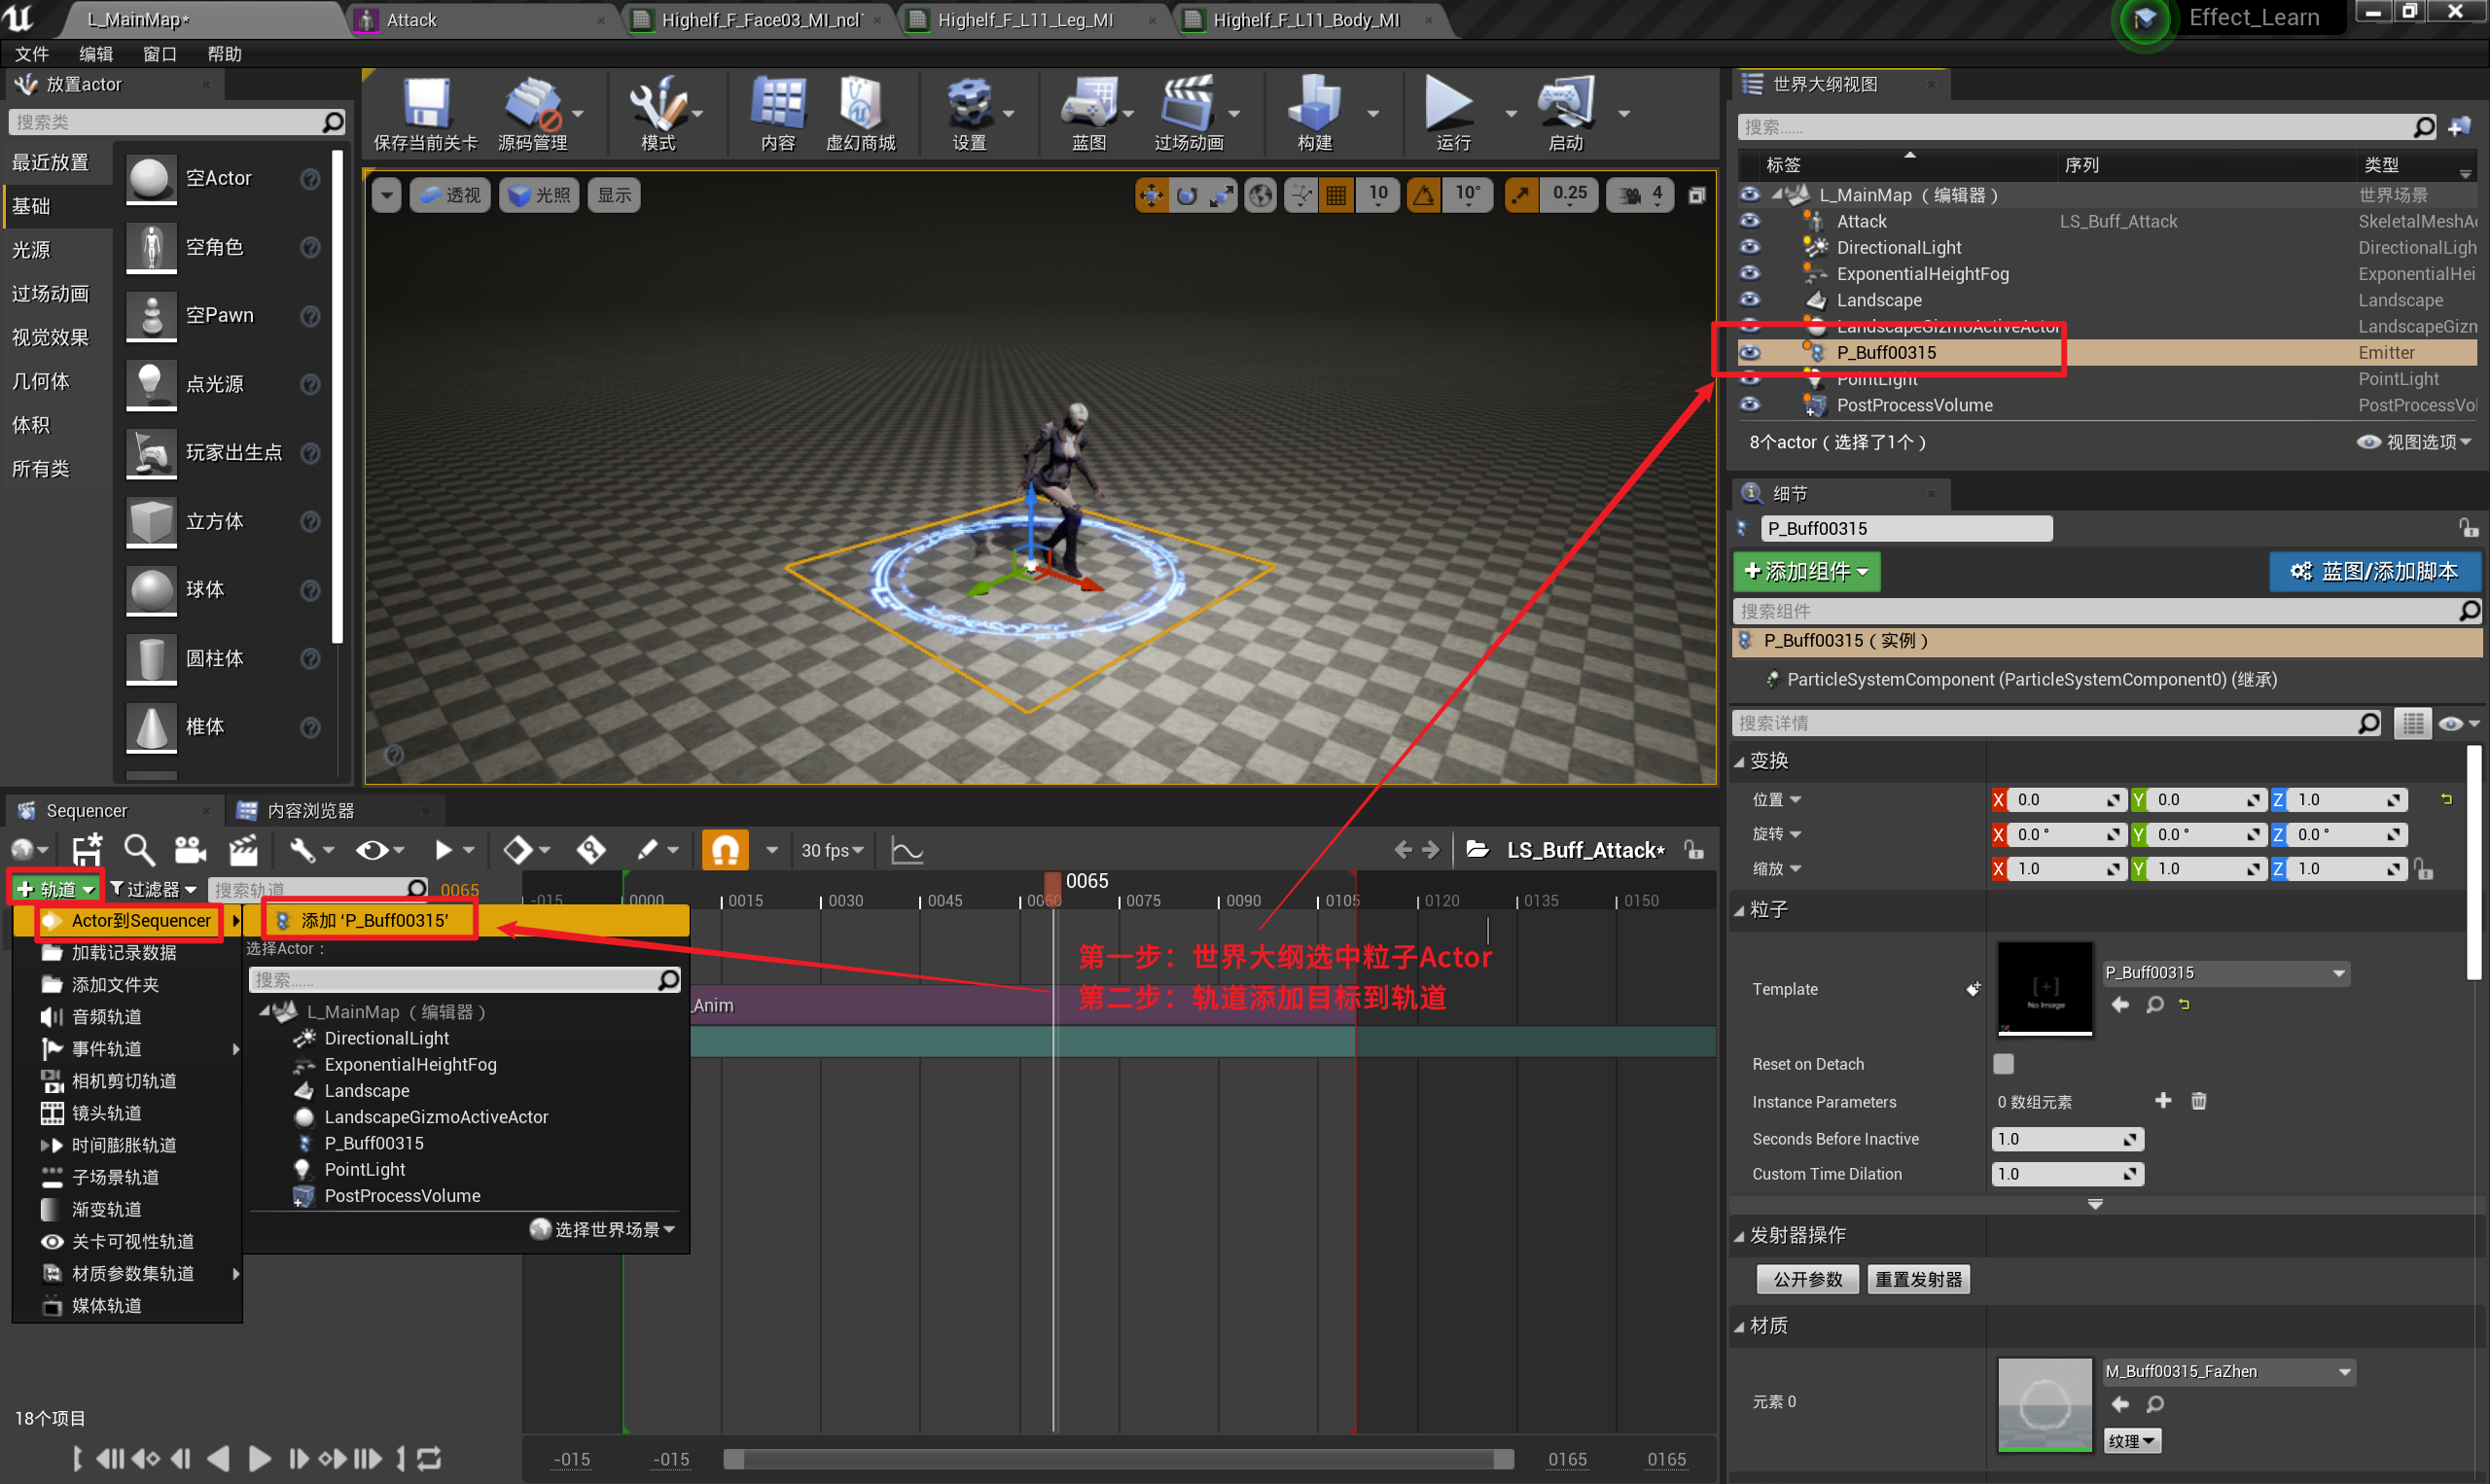 L_MainMap*
Attack
Highelf_F_Face03_MI_ncl
Highelf_F_L11_Leg_MI
Highelf_F_L11_Body_MI
Effect_Learn
文件 编辑 窗口 帮助
放置actor
搜索类
最近放置
基础
光源
过场动画
视觉效果
几何体
体积
所有类
空Actor
空角色
空Pawn
点光源
玩家出生点
立方体
球体
圆柱体
椎体
保存当前关卡 源码管理 模式 内容 虚幻商城 设置 蓝图 过场动画 构建 运行 启动
透视 光照 显示
10 10° 0.25 4
世界大纲视图
搜索......
标签 序列 类型
L_MainMap（编辑器） 世界场景
Attack LS_Buff_Attack SkeletalMeshAc
DirectionalLight DirectionalLigh
ExponentialHeightFog ExponentialHei
Landscape Landscape
LandscapeGizmoActiveActor LandscapeGizm
P_Buff00315 Emitter
PointLight PointLight
PostProcessVolume PostProcessVol
8个actor（选择了1个） 视图选项
细节
P_Buff00315
+添加组件 蓝图/添加脚本
搜索组件
P_Buff00315（实例）
ParticleSystemComponent (ParticleSystemComponent0) (继承)
搜索详情
变换
位置 X 0.0 Y 0.0 Z 1.0
旋转 X 0.0° Y 0.0° Z 0.0°
缩放 X 1.0 Y 1.0 Z 1.0
粒子
Template
No Image
P_Buff00315
Reset on Detach
Instance Parameters 0 数组元素
Seconds Before Inactive 1.0
Custom Time Dilation 1.0
发射器操作
公开参数 重置发射器
材质
元素 0
M_Buff00315_FaZhen
纹理
Sequencer 内容浏览器
30 fps
LS_Buff_Attack*
+轨道 过滤器 搜索轨道 0065
-015 0000 0015 0030 0045 0060 0065 0075 0090 0105 0120 0135 0150
Actor到Sequencer
加载记录数据
添加文件夹
音频轨道
事件轨道
相机剪切轨道
镜头轨道
时间膨胀轨道
子场景轨道
渐变轨道
关卡可视性轨道
材质参数集轨道
媒体轨道
添加 'P_Buff00315'
选择Actor：
搜索......
L_MainMap（编辑器）
DirectionalLight
ExponentialHeightFog
Landscape
LandscapeGizmoActiveActor
P_Buff00315
PointLight
PostProcessVolume
选择世界场景
_Anim
第一步：世界大纲选中粒子Actor
第二步：轨道添加目标到轨道
18个项目
-015 -015 0165 0165